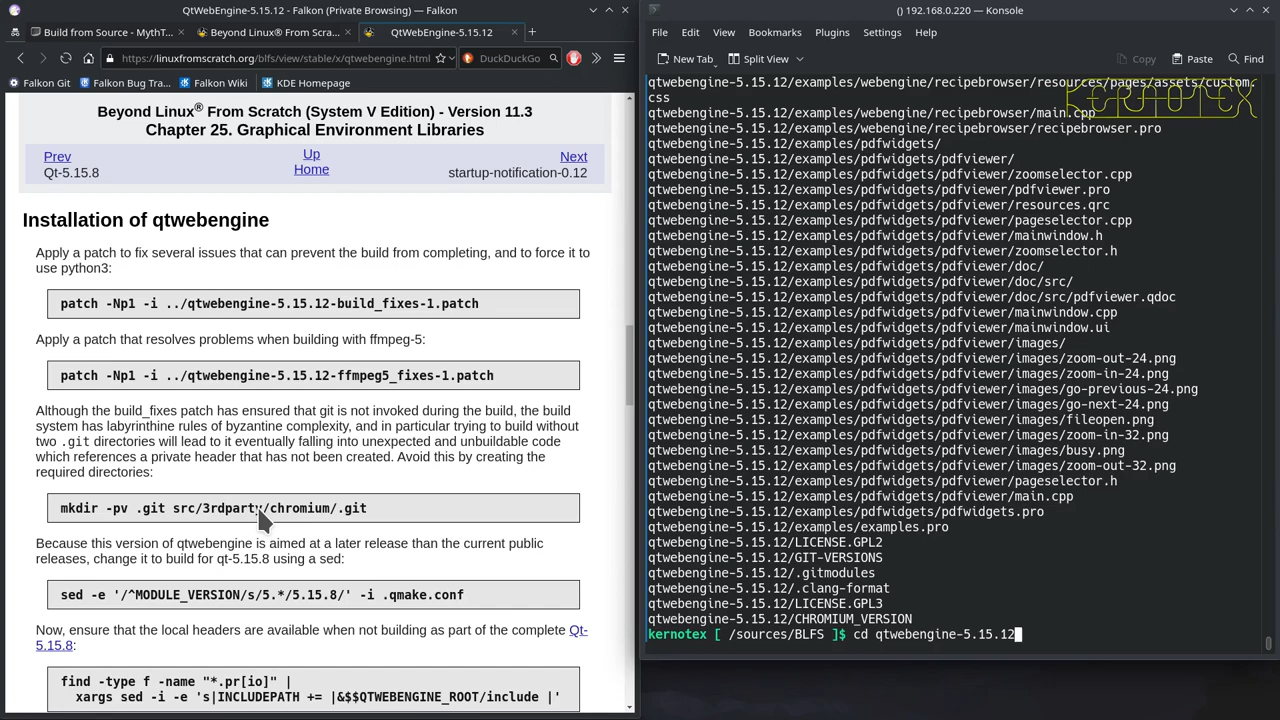 QtWebEngine-5.15.12 - Falkon (Private Browsing) — Falkon
Build from Source - MythT...
Beyond Linux® From Scra...
QtWebEngine-5.15.12
https://linuxfromscratch.org/blfs/view/stable/x/qtwebengine.html
DuckDuckGo
Falkon Git
Falkon Bug Tra...
Falkon Wiki
KDE Homepage
Beyond Linux® From Scratch (System V Edition) - Version 11.3
Chapter 25. Graphical Environment Libraries
Prev
Up
Next
Qt-5.15.8
Home
startup-notification-0.12
Installation of qtwebengine
Apply a patch to fix several issues that can prevent the build from completing, and to force it to
use python3:
patch -Np1 -i ../qtwebengine-5.15.12-build_fixes-1.patch
Apply a patch that resolves problems when building with ffmpeg-5:
patch -Np1 -i ../qtwebengine-5.15.12-ffmpeg5_fixes-1.patch
Although the build_fixes patch has ensured that git is not invoked during the build, the build
system has labyrinthine rules of byzantine complexity, and in particular trying to build without
two .git directories will lead to it eventually falling into unexpected and unbuildable code
which references a private header that has not been created. Avoid this by creating the
required directories:
mkdir -pv .git src/3rdparty/chromium/.git
Because this version of qtwebengine is aimed at a later release than the current public
releases, change it to build for qt-5.15.8 using a sed:
sed -e '/^MODULE_VERSION/s/5.*/5.15.8/' -i .qmake.conf
Now, ensure that the local headers are available when not building as part of the complete Qt-
5.15.8:
find -type f -name "*.pr[io]" |
xargs sed -i -e 's|INCLUDEPATH += |&$$QTWEBENGINE_ROOT/include |'
() 192.168.0.220 — Konsole
File Edit View Bookmarks Plugins Settings Help
New Tab
Split View
Copy
Paste
Find
qtwebengine-5.15.12/examples/webengine/recipebrowser/resources/pages/assets/custom.
css
KERNOTEX
qtwebengine-5.15.12/examples/webengine/recipebrowser/main.cpp
qtwebengine-5.15.12/examples/webengine/recipebrowser/recipebrowser.pro
qtwebengine-5.15.12/examples/pdfwidgets/
qtwebengine-5.15.12/examples/pdfwidgets/pdfviewer/
qtwebengine-5.15.12/examples/pdfwidgets/pdfviewer/zoomselector.cpp
qtwebengine-5.15.12/examples/pdfwidgets/pdfviewer/pdfviewer.pro
qtwebengine-5.15.12/examples/pdfwidgets/pdfviewer/resources.qrc
qtwebengine-5.15.12/examples/pdfwidgets/pdfviewer/pageselector.cpp
qtwebengine-5.15.12/examples/pdfwidgets/pdfviewer/mainwindow.h
qtwebengine-5.15.12/examples/pdfwidgets/pdfviewer/zoomselector.h
qtwebengine-5.15.12/examples/pdfwidgets/pdfviewer/doc/
qtwebengine-5.15.12/examples/pdfwidgets/pdfviewer/doc/src/
qtwebengine-5.15.12/examples/pdfwidgets/pdfviewer/doc/src/pdfviewer.qdoc
qtwebengine-5.15.12/examples/pdfwidgets/pdfviewer/mainwindow.cpp
qtwebengine-5.15.12/examples/pdfwidgets/pdfviewer/mainwindow.ui
qtwebengine-5.15.12/examples/pdfwidgets/pdfviewer/images/
qtwebengine-5.15.12/examples/pdfwidgets/pdfviewer/images/zoom-out-24.png
qtwebengine-5.15.12/examples/pdfwidgets/pdfviewer/images/zoom-in-24.png
qtwebengine-5.15.12/examples/pdfwidgets/pdfviewer/images/go-previous-24.png
qtwebengine-5.15.12/examples/pdfwidgets/pdfviewer/images/go-next-24.png
qtwebengine-5.15.12/examples/pdfwidgets/pdfviewer/images/fileopen.png
qtwebengine-5.15.12/examples/pdfwidgets/pdfviewer/images/zoom-in-32.png
qtwebengine-5.15.12/examples/pdfwidgets/pdfviewer/images/busy.png
qtwebengine-5.15.12/examples/pdfwidgets/pdfviewer/images/zoom-out-32.png
qtwebengine-5.15.12/examples/pdfwidgets/pdfviewer/pageselector.h
qtwebengine-5.15.12/examples/pdfwidgets/pdfviewer/main.cpp
qtwebengine-5.15.12/examples/pdfwidgets/pdfwidgets.pro
qtwebengine-5.15.12/examples/examples.pro
qtwebengine-5.15.12/LICENSE.GPL2
qtwebengine-5.15.12/GIT-VERSIONS
qtwebengine-5.15.12/.gitmodules
qtwebengine-5.15.12/.clang-format
qtwebengine-5.15.12/LICENSE.GPL3
qtwebengine-5.15.12/CHROMIUM_VERSION
kernotex [ /sources/BLFS ]$ cd qtwebengine-5.15.12